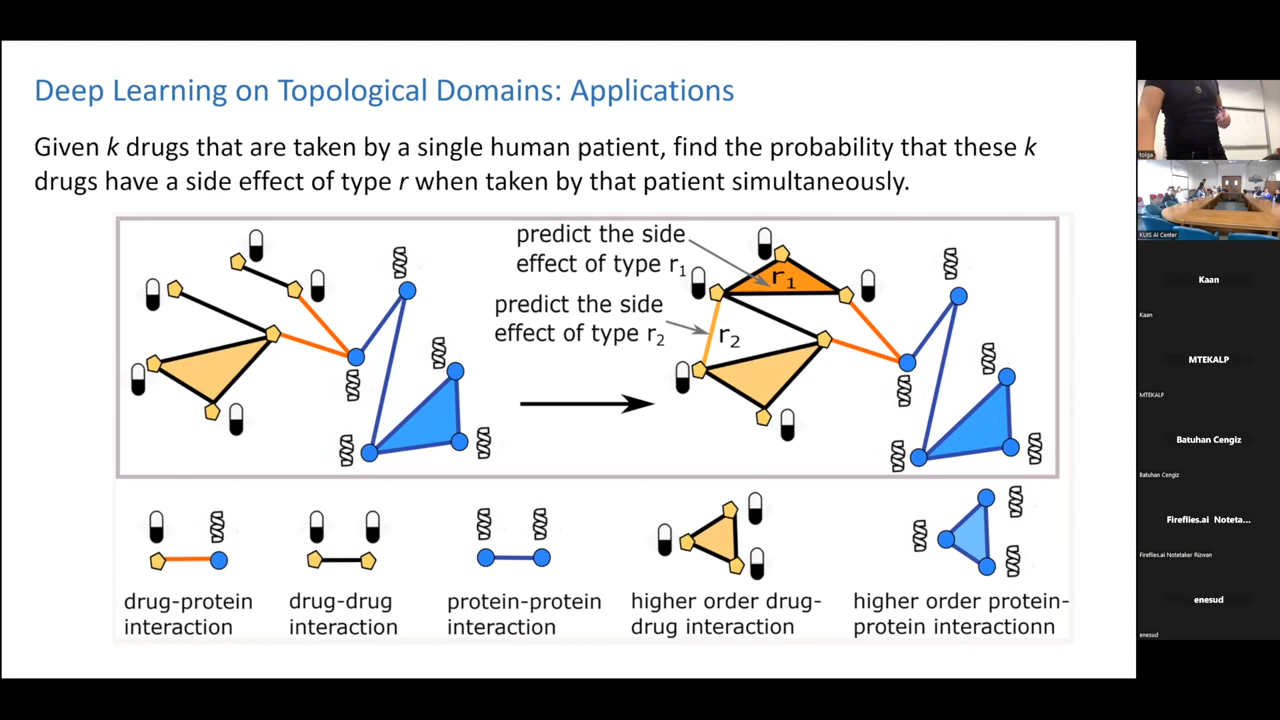 Deep Learning on Topological Domains: Applications
Given k drugs that are taken by a single human patient, find the probability that these k
drugs have a side effect of type r when taken by that patient simultaneously.
predict the side
effect of type r₁
predict the side
effect of type r₂
r₁
r₂
drug-protein
interaction
drug-drug
interaction
protein-protein
interaction
higher order drug-
drug interaction
higher order protein-
protein interactionn
tolga
KUIS AI Center
Kaan
Kaan
MTEKALP
MTEKALP
Batuhan Cengiz
Batuhan Cengiz
Fireflies.ai Noteta...
Fireflies.ai Notetaker Rizwan
enesud
enesud